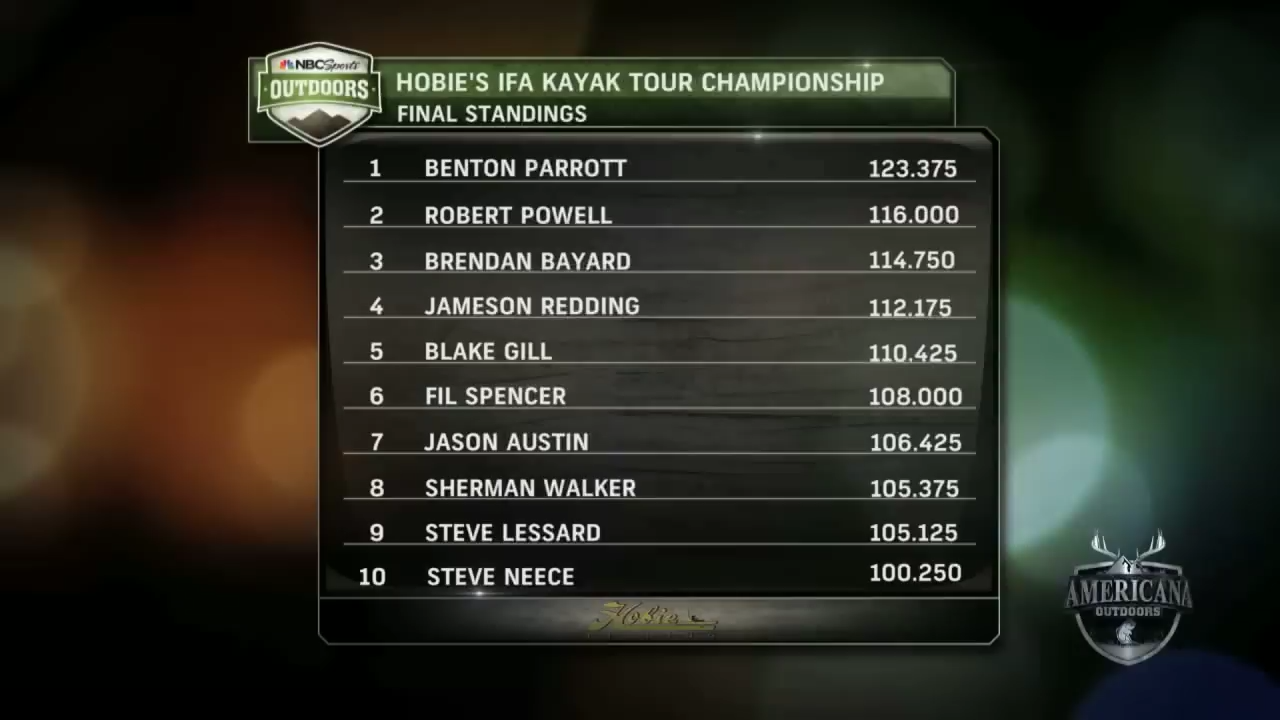 NBC Sports
OUTDOORS
HOBIE'S IFA KAYAK TOUR CHAMPIONSHIP
FINAL STANDINGS
1 BENTON PARROTT 123.375
2 ROBERT POWELL 116.000
3 BRENDAN BAYARD 114.750
4 JAMESON REDDING 112.175
5 BLAKE GILL 110.425
6 FIL SPENCER 108.000
7 JASON AUSTIN 106.425
8 SHERMAN WALKER 105.375
9 STEVE LESSARD 105.125
10 STEVE NEECE 100.250
Hobie
AMERICANA
OUTDOORS